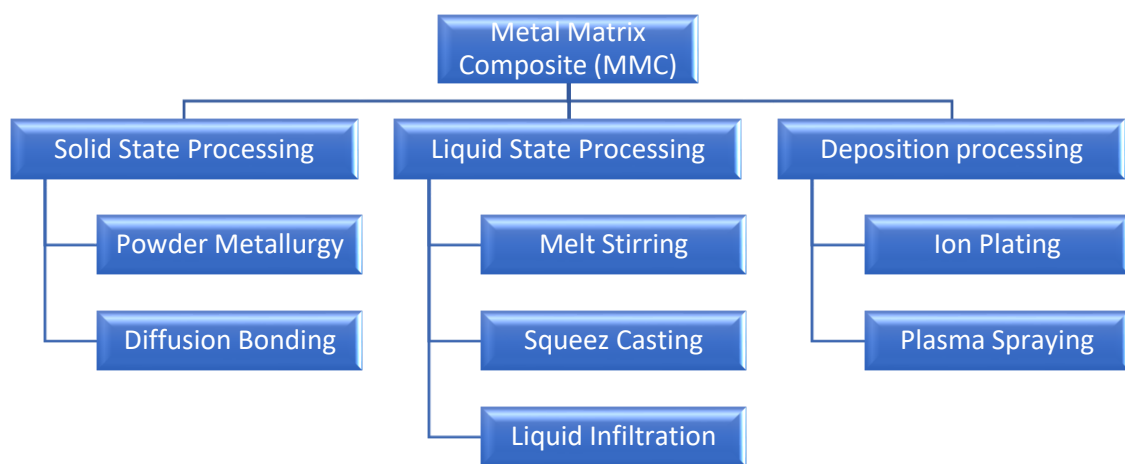 Metal Matrix
Composite (MMC)
Solid State Processing
Powder Metallurgy
Diffusion Bonding
Liquid State Processing
Melt Stirring
Squeez Casting
Liquid Infiltration
Deposition processing
Ion Plating
Plasma Spraying